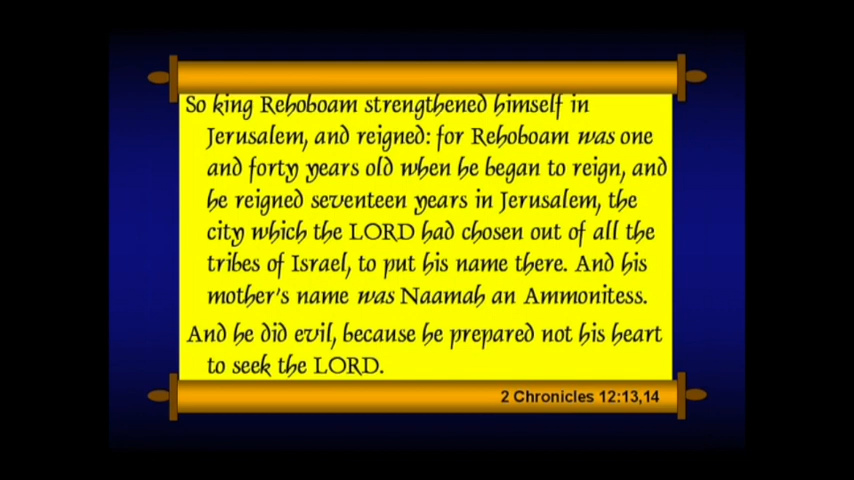 So king Rehoboam strengthened himself in
Jerusalem, and reigned: for Rehoboam was one
and forty years old when he began to reign, and
he reigned seventeen years in Jerusalem, the
city which the LORD had chosen out of all the
tribes of Israel, to put his name there. And his
mother's name was Naamah an Ammonitess.
And he did evil, because he prepared not his heart
to seek the LORD.
2 Chronicles 12:13,14